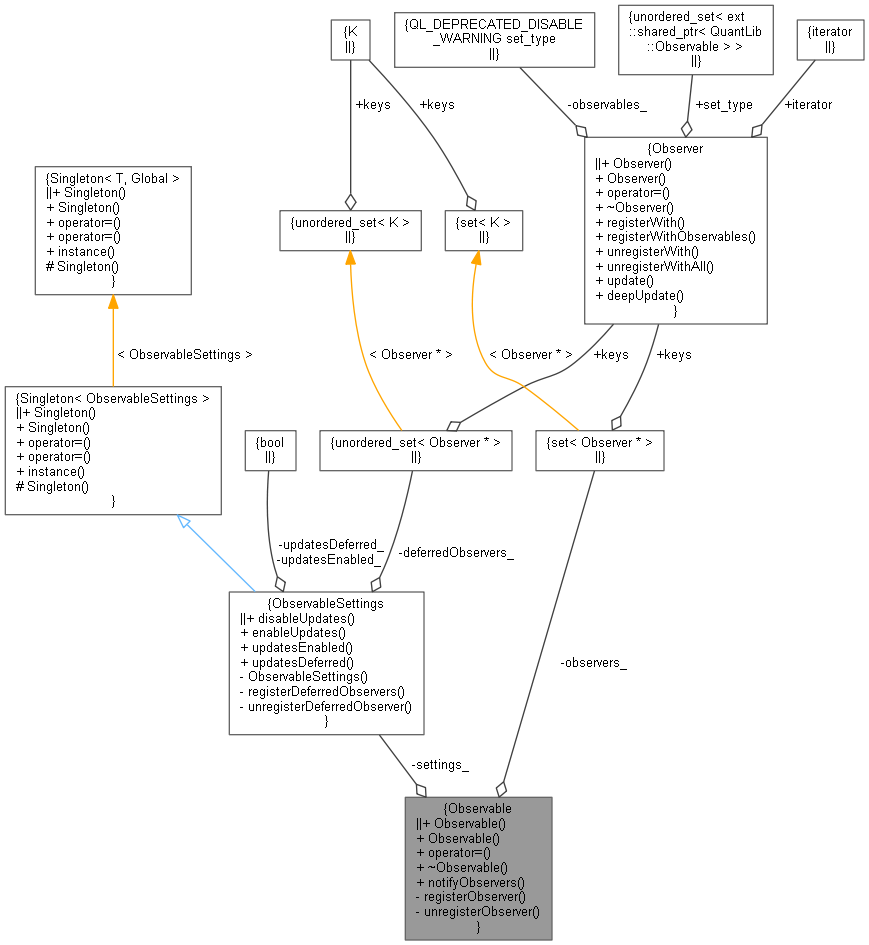 {K
||}
{QL_DEPRECATED_DISABLE
_WARNING set_type
||}
{unordered_set< ext
::shared_ptr< QuantLib
::Observable > >
||}
{iterator
||}
+keys
+keys
-observables_
+set_type
+iterator
{Singleton< T, Global >
||+ Singleton()
+ Singleton()
+ operator=()
+ operator=()
+ instance()
# Singleton()
}
{unordered_set< K >
||}
{set< K >
||}
{Observer
||+ Observer()
+ Observer()
+ operator=()
+ ~Observer()
+ registerWith()
+ registerWithObservables()
+ unregisterWith()
+ unregisterWithAll()
+ update()
+ deepUpdate()
}
< ObservableSettings >
< Observer * >
< Observer * >
+keys
+keys
{Singleton< ObservableSettings >
||+ Singleton()
+ Singleton()
+ operator=()
+ operator=()
+ instance()
# Singleton()
}
{bool
||}
{unordered_set< Observer * >
||}
{set< Observer * >
||}
-updatesDeferred_
-updatesEnabled_
-deferredObservers_
{ObservableSettings
||+ disableUpdates()
+ enableUpdates()
+ updatesEnabled()
+ updatesDeferred()
- ObservableSettings()
- registerDeferredObservers()
- unregisterDeferredObserver()
}
-observers_
-settings_
{Observable
||+ Observable()
+ Observable()
+ operator=()
+ ~Observable()
+ notifyObservers()
- registerObserver()
- unregisterObserver()
}